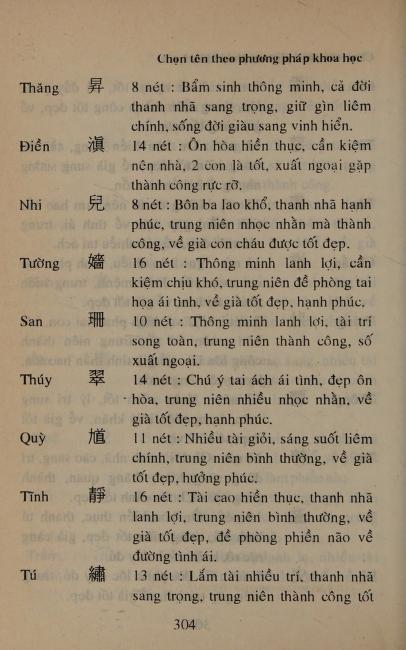 Chọn tên theo phương pháp khoa học
Thăng 昇 8 nét : Bẩm sinh thông minh, cả đời
thanh nhã sang trọng, giữ gìn liêm
chính, sống đời giàu sang vinh hiển.
Điền 滇 14 nét : Ôn hòa hiền thục, cần kiệm
nên nhà, 2 con là tốt, xuất ngoại gặp
thành công rực rỡ.
Nhi 兒 8 nét : Bôn ba lao khổ, thanh nhã hạnh
phúc, trung niên nhọc nhằn mà thành
công, về già con cháu được tốt đẹp.
Tường 嬙 16 nét : Thông minh lanh lợi, cần
kiệm chịu khó, trung niên đề phòng tai
họa ái tình, về già tốt đẹp, hạnh phúc.
San 珊 10 nét : Thông minh lanh lơi, tài trí
song toàn, trung niên thành công, số
xuất ngoại.
Thúy 翠 14 nét : Chú ý tai ách ái tình, đẹp ôn
hòa, trung niên nhiều nhọc nhằn, về
già tốt đẹp, hạnh phúc.
Quỳ 馗 11 nét : Nhiều tài giỏi, sáng suốt liêm
chính, trung niên bình thường, về già
tốt đẹp, hưởng phúc.
Tĩnh 靜 16 nét : Tài cao hiền thục, thanh nhã
lanh lợi, trung niên bình thường, về
già tốt đẹp, đề phòng phiền não về
đường tình ái.
Tú 繡 13 nét : Lắm tài nhiều trí, thanh nhã
sang trọng, trung niên thành công tốt
304